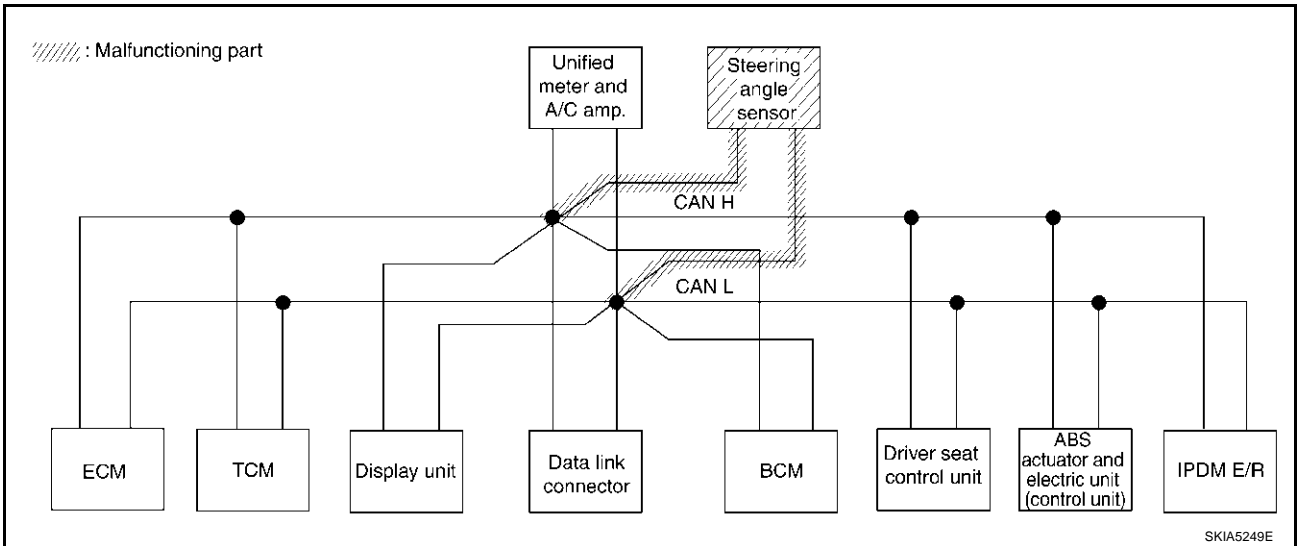 : Malfunctioning part
Unified
meter and
A/C amp.
Steering
angle
sensor
CAN H
CAN L
ECM
TCM
Display unit
Data link
connector
BCM
Driver seat
control unit
ABS
actuator and
electric unit
(control unit)
IPDM E/R
SKIA5249E